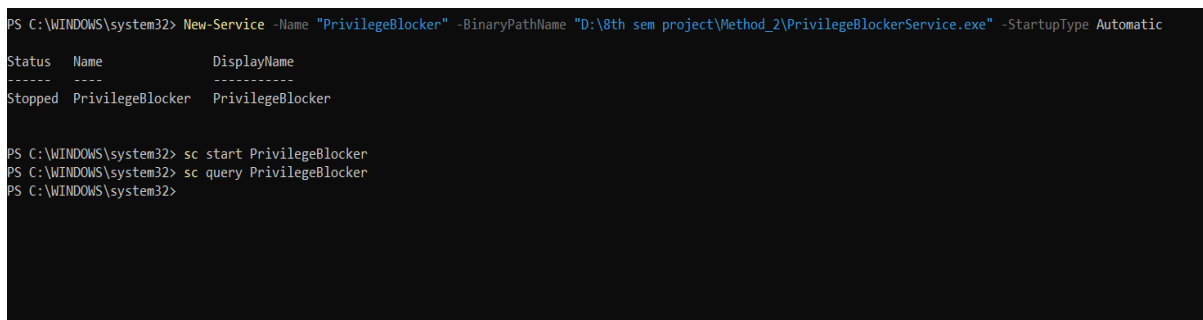 PS C:\WINDOWS\system32> New-Service -Name "PrivilegeBlocker" -BinaryPathName "D:\8th sem project\Method_2\PrivilegeBlockerService.exe" -StartupType Automatic
Status   Name               DisplayName
------   ----               -----------
Stopped  PrivilegeBlocker   PrivilegeBlocker
PS C:\WINDOWS\system32> sc start PrivilegeBlocker
PS C:\WINDOWS\system32> sc query PrivilegeBlocker
PS C:\WINDOWS\system32>